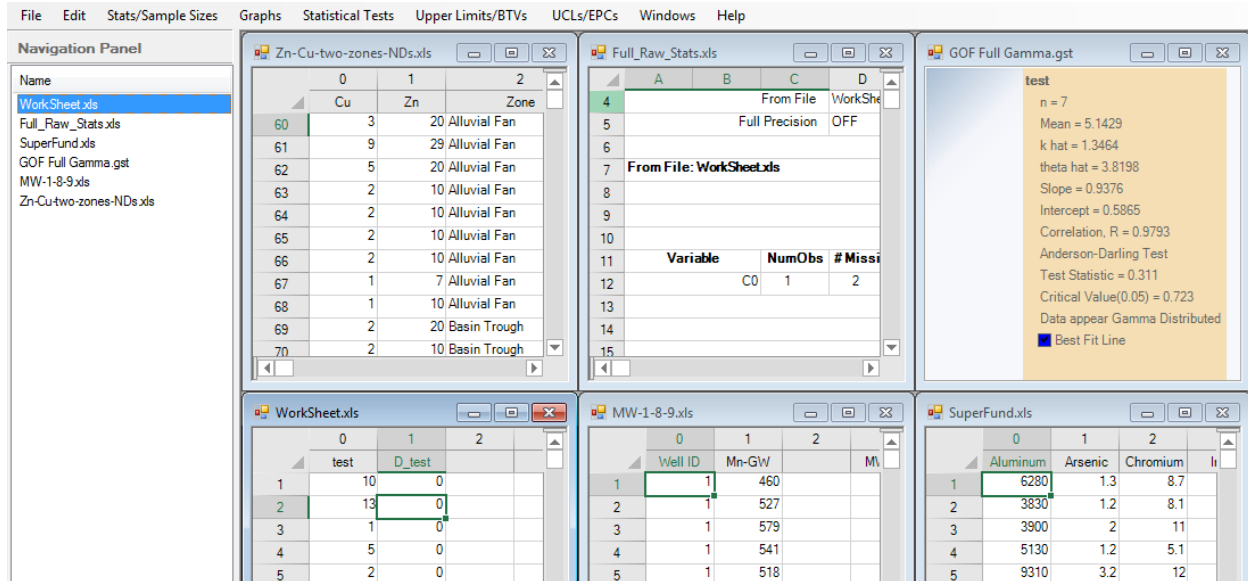 File Edit Stats/Sample Sizes Graphs Statistical Tests Upper Limits/BTVs UCLs/EPCs Windows Help
Navigation Panel
Name
WorkSheet.xls
Full_Raw_Stats.xls
SuperFund.xls
GOF Full Gamma.gst
MW-1-8-9.xls
Zn-Cu-two-zones-NDs.xls
Zn-Cu-two-zones-NDs.xls
0 1 2
Cu Zn Zone
60 3 20 Alluvial Fan
61 9 29 Alluvial Fan
62 5 20 Alluvial Fan
63 2 10 Alluvial Fan
64 2 10 Alluvial Fan
65 2 10 Alluvial Fan
66 2 10 Alluvial Fan
67 1 7 Alluvial Fan
68 1 10 Alluvial Fan
69 2 20 Basin Trough
70 2 10 Basin Trough
Full_Raw_Stats.xls
A B C D
4 From File WorkShe
5 Full Precision OFF
6
7 From File: WorkSheet.xls
8
9
10
11 Variable NumObs # Missi
12 C0 1 2
13
14
15
GOF Full Gamma.gst
test
n = 7
Mean = 5.1429
k hat = 1.3464
theta hat = 3.8198
Slope = 0.9376
Intercept = 0.5865
Correlation, R = 0.9793
Anderson-Darling Test
Test Statistic = 0.311
Critical Value(0.05) = 0.723
Data appear Gamma Distributed
Best Fit Line
WorkSheet.xls
0 1 2
test D_test
1 10 0
2 13 0
3 1 0
4 5 0
5 2 0
MW-1-8-9.xls
0 1 2
Well ID Mn-GW
1 1 460
2 1 527
3 1 579
4 1 541
5 1 518
SuperFund.xls
0 1 2
Aluminum Arsenic Chromium
1 6280 1.3 8.7
2 3830 1.2 8.1
3 3900 2 11
4 5130 1.2 5.1
5 9310 3.2 12